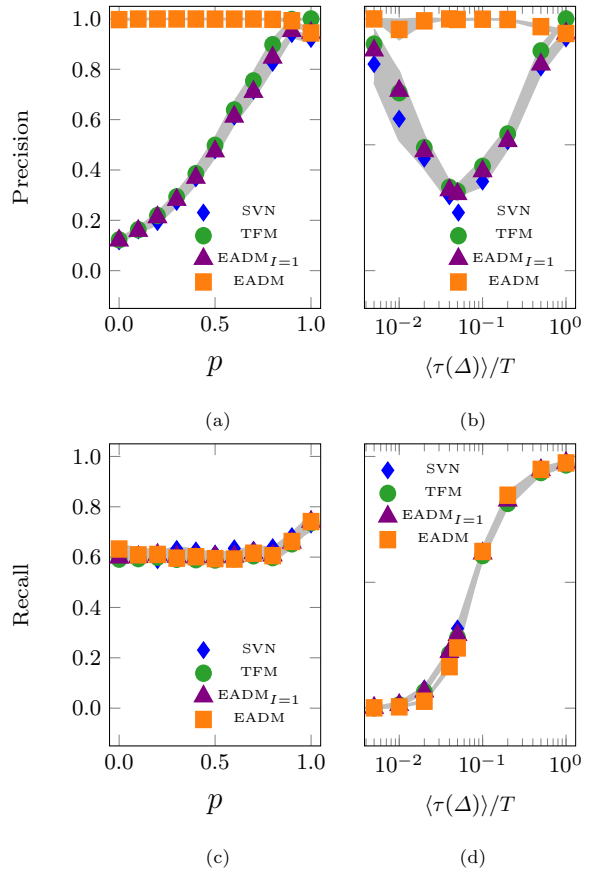 Precision
1.0
0.8
0.6
0.4
0.2
0.0
SVN
TFM
EADM_{I=1}
EADM
0.0
0.5
1.0
p
(a)
SVN
TFM
EADM_{I=1}
EADM
10^{-2}
10^{-1}
10^{0}
⟨τ(Δ)⟩/T
(b)
Recall
1.0
0.8
0.6
0.4
0.2
0.0
SVN
TFM
EADM_{I=1}
EADM
0.0
0.5
1.0
p
(c)
SVN
TFM
EADM_{I=1}
EADM
10^{-2}
10^{-1}
10^{0}
⟨τ(Δ)⟩/T
(d)